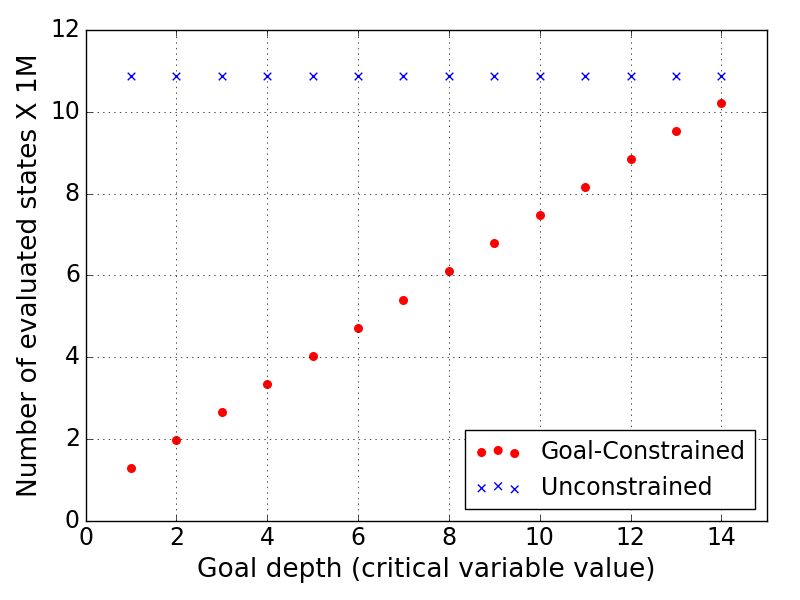 12
10
8
6
4
2
0
Number of evaluated states X 1M
Goal-Constrained
Unconstrained
0 2 4 6 8 10 12 14
Goal depth (critical variable value)